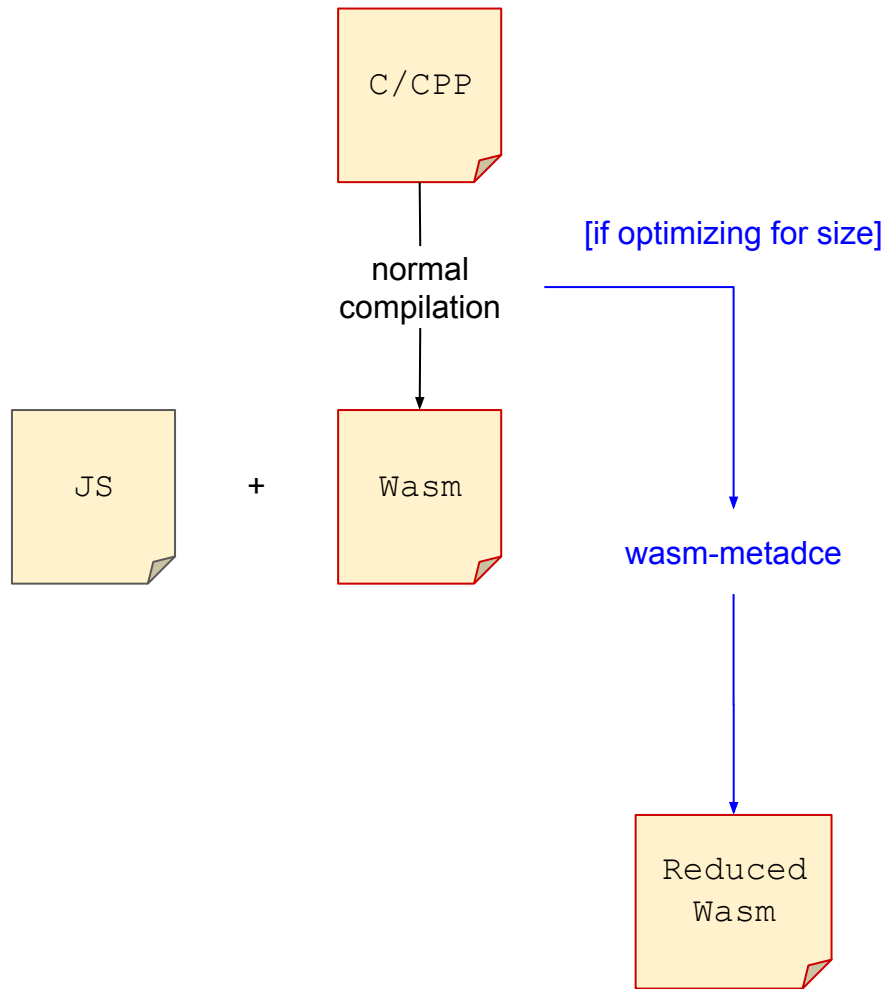 C/CPP
[if optimizing for size]
normal
compilation
JS
+
Wasm
wasm-metadce
Reduced
Wasm